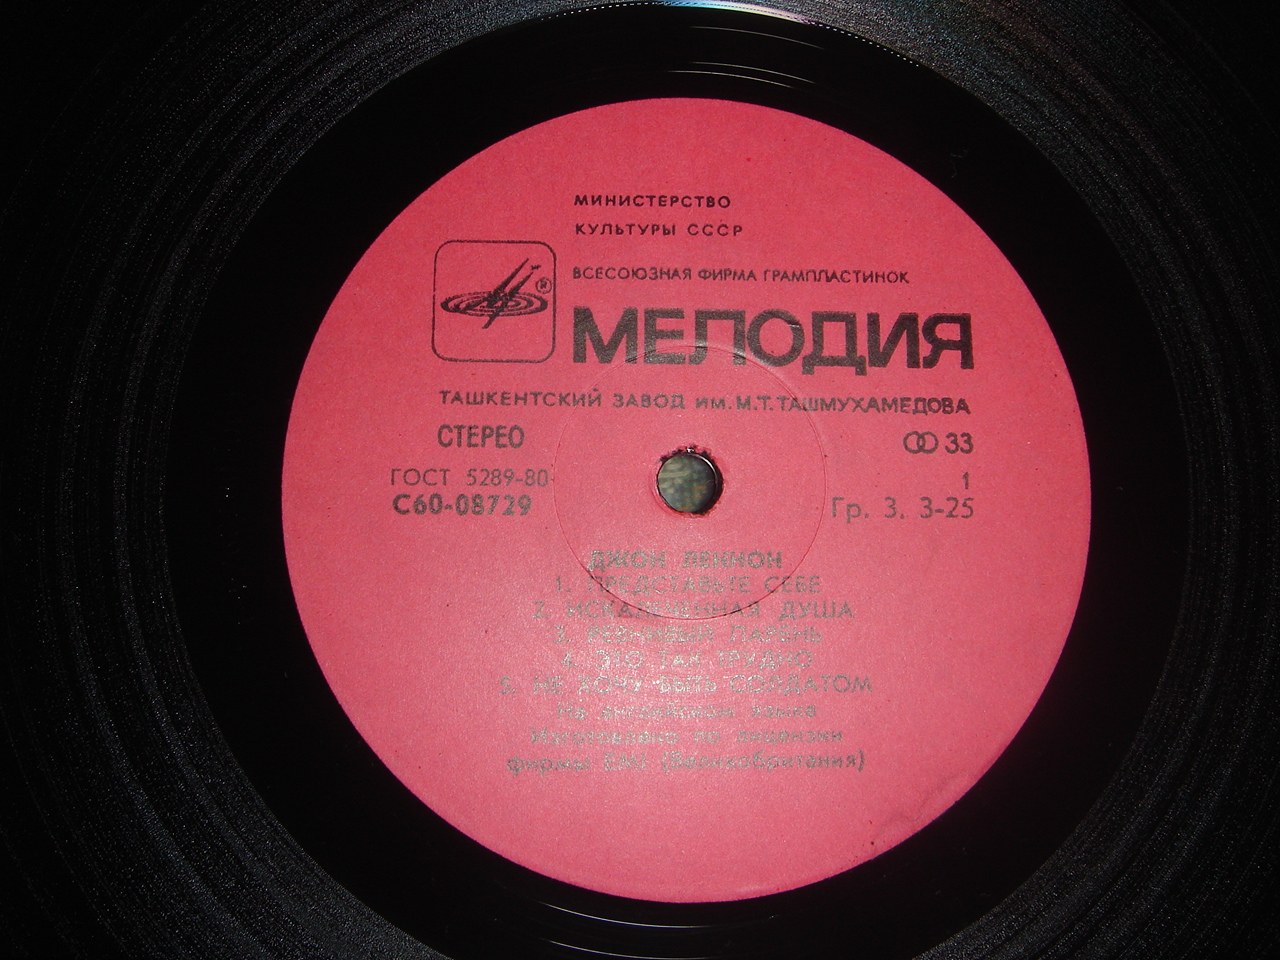 МИНИСТЕРСТВО
КУЛЬТУРЫ СССР
ВСЕСОЮЗНАЯ ФИРМА ГРАМПЛАСТИНОК
®
МЕЛОДИЯ
ТАШКЕНТСКИЙ ЗАВОД им. М.Т. ТАШМУХАМЕДОВА
СТЕРЕО
33
ГОСТ 5289-80
1
С60-08729
Гр. 3. 3-25
ДЖОН ЛЕННОН
1. ПРЕДСТАВЬТЕ СЕБЕ
2. ИСКАЛЕЧЕННАЯ ДУША
3. РЕВНИВЫЙ ПАРЕНЬ
4. ЭТО ТАК ТРУДНО
5. НЕ ХОЧУ БЫТЬ СОЛДАТОМ
На английском языке
Изготовлено по лицензии
фирмы EMI (Великобритания)